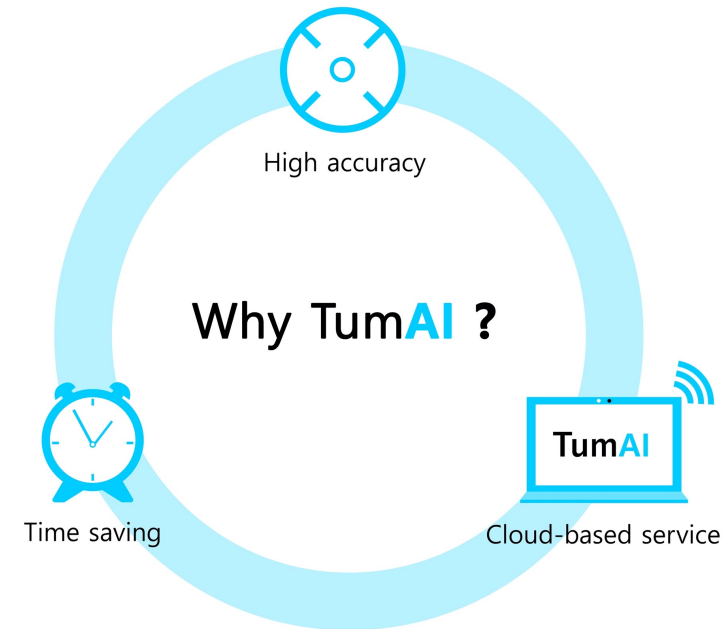 High accuracy
Why TumAI ?
TumAI
Time saving
Cloud-based service